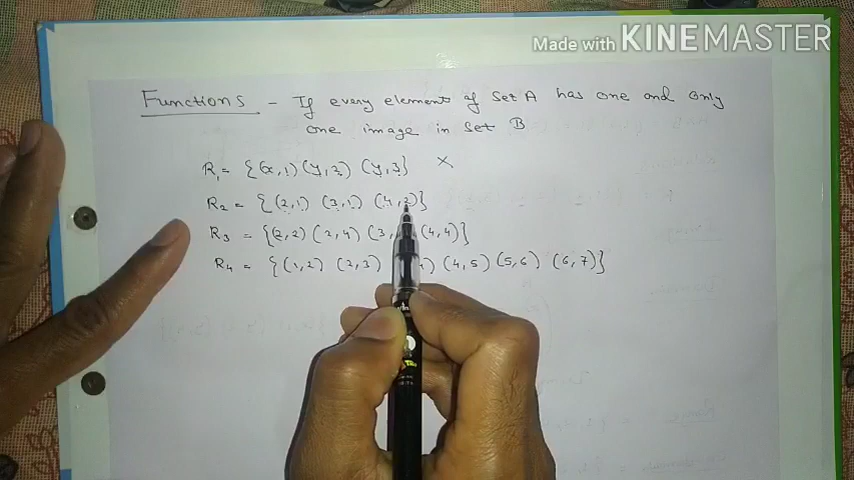 Made with KINEMASTER
Functions - If every element of Set A has one and only
one image in set B
R1 = {(x,1) (y,2) (y,3)} ×
R2 = {(2,1) (3,1) (4,2)}
R3 = {(2,2) (2,4) (3, (4,4)}
R4 = {(1,2) (2,3) ) (4,5) (5,6) (6,7)}